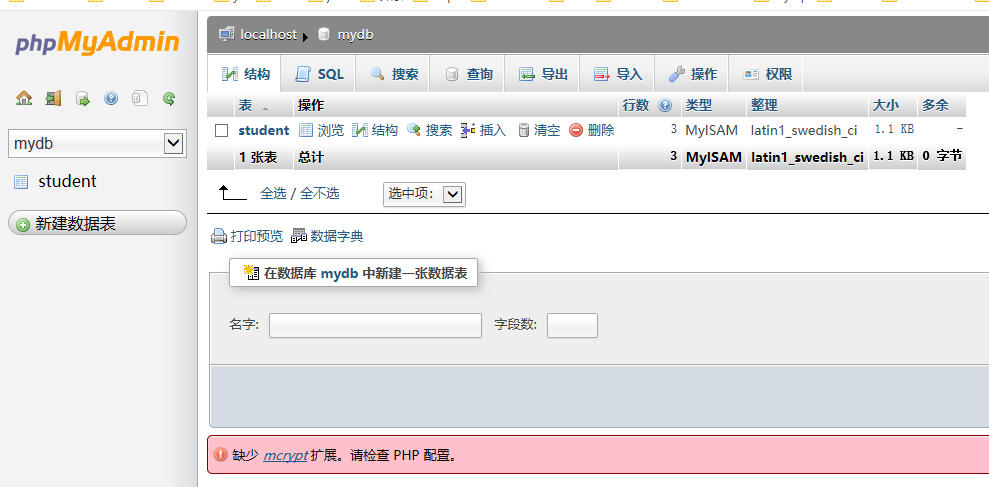 phpMyAdmin
mydb
student
新建数据表
localhost mydb
结构 SQL 搜索 查询 导出 导入 操作 权限
表 操作 行数 类型 整理 大小 多余
student 浏览 结构 搜索 插入 清空 删除 3 MyISAM latin1_swedish_ci 1.1 KB -
1 张表 总计 3 MyISAM latin1_swedish_ci 1.1 KB 0 字节
全选 / 全不选 选中项:
打印预览 数据字典
在数据库 mydb 中新建一张数据表
名字: 字段数:
缺少 mcrypt 扩展。请检查 PHP 配置。